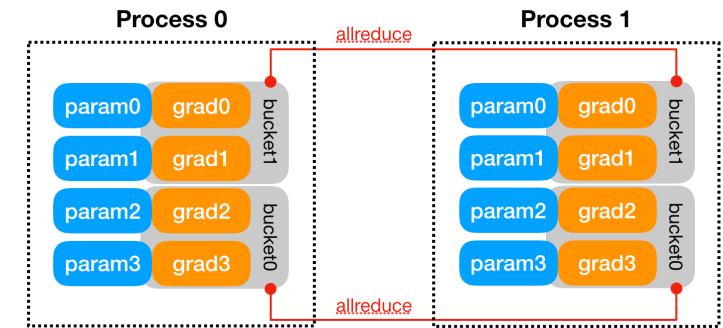 Process 0
Process 1
allreduce
param0 grad0
param1 grad1
bucket1
param2 grad2
param3 grad3
bucket0
param0 grad0
param1 grad1
bucket1
param2 grad2
param3 grad3
bucket0
allreduce